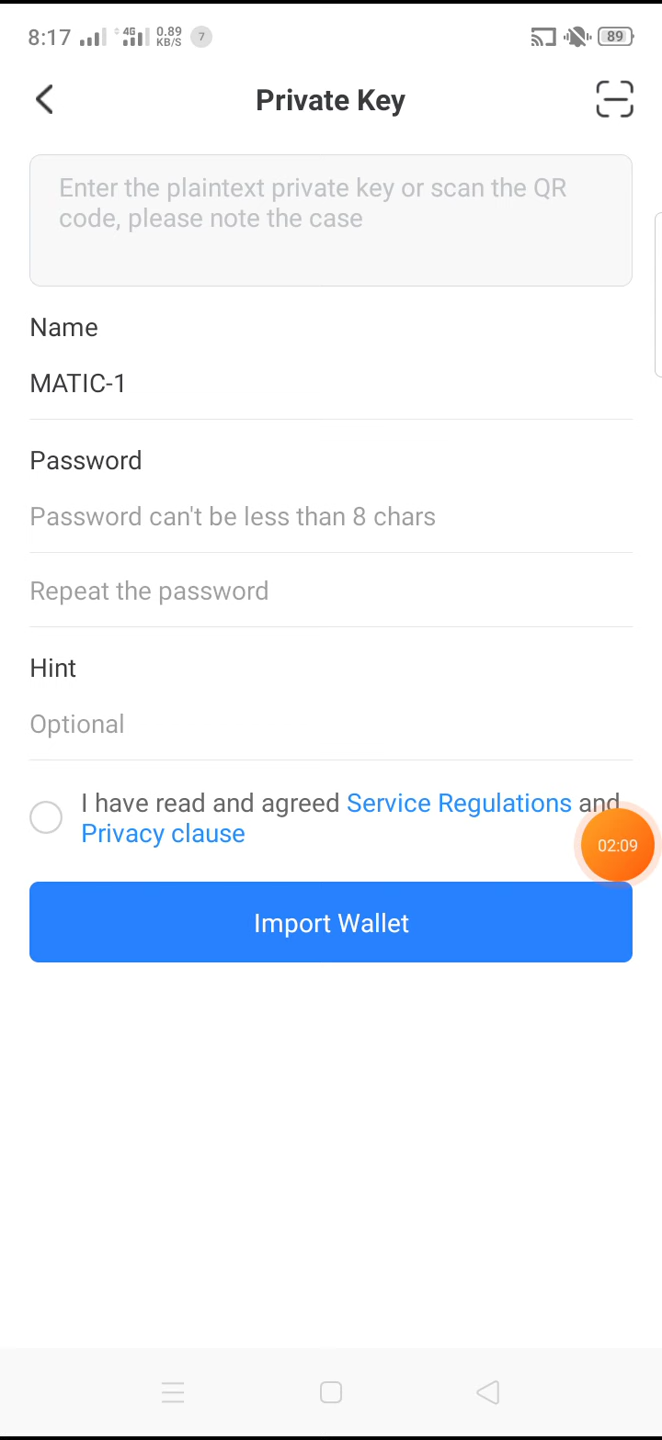 8:17 4G 0.89 KB/S 7 89
Private Key
Enter the plaintext private key or scan the QR
code, please note the case
Name
MATIC-1
Password
Password can't be less than 8 chars
Repeat the password
Hint
Optional
I have read and agreed Service Regulations and
Privacy clause
02:09
Import Wallet